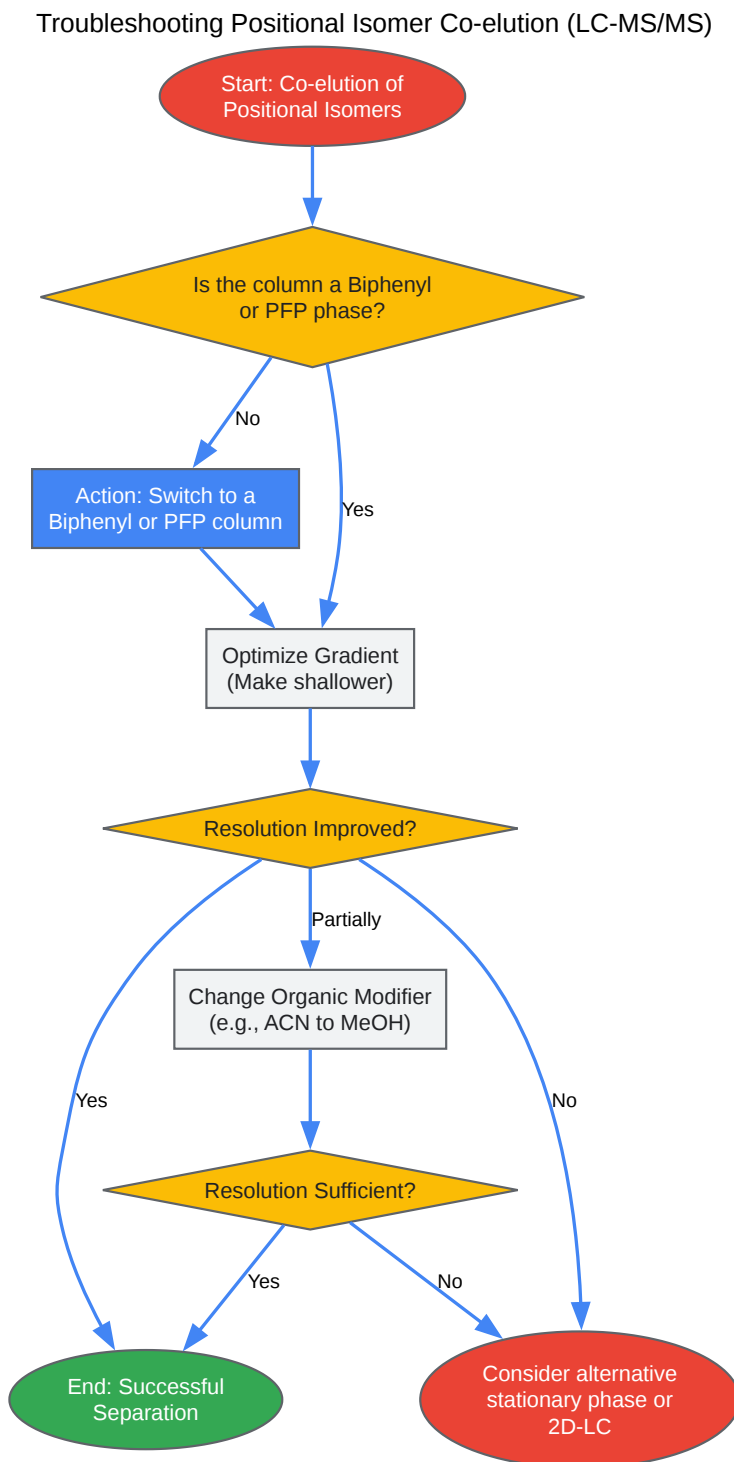 Troubleshooting Positional Isomer Co-elution (LC-MS/MS)
Start: Co-elution of
Positional Isomers
Is the column a Biphenyl
or PFP phase?
No
Action: Switch to a
Biphenyl or PFP column
Yes
Optimize Gradient
(Make shallower)
Resolution Improved?
Partially
Change Organic Modifier
(e.g., ACN to MeOH)
Yes
No
Resolution Sufficient?
Yes
No
End: Successful
Separation
Consider alternative
stationary phase or
2D-LC